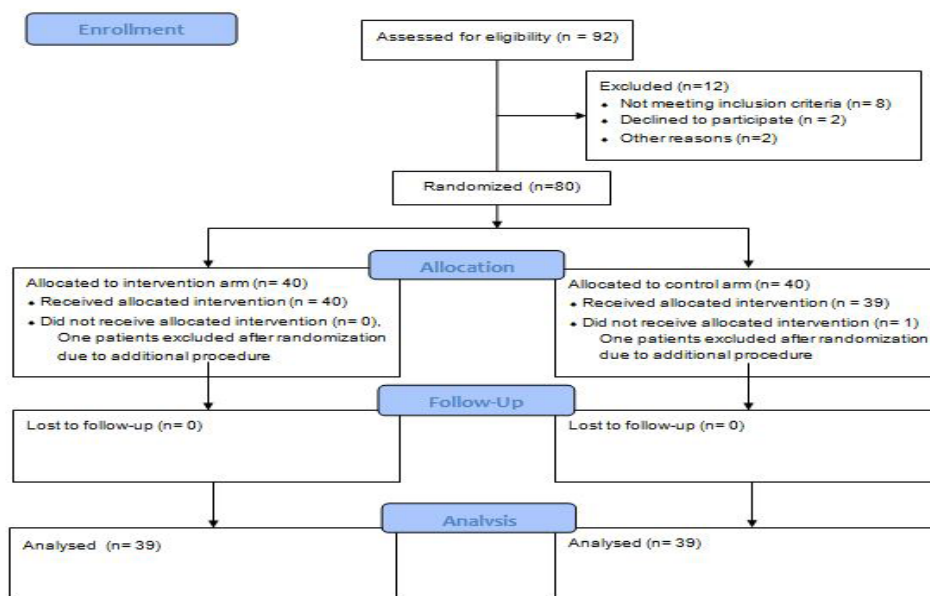 Enrollment
Assessed for eligibility (n = 92)
Excluded (n=12)
• Not meeting inclusion criteria (n= 8)
• Declined to participate (n = 2)
• Other reasons (n=2)
Randomized (n=80)
Allocation
Allocated to intervention arm (n= 40)
• Received allocated intervention (n = 40)
• Did not receive allocated intervention (n= 0),
One patients excluded after randomization
due to additional procedure
Allocated to control arm (n= 40)
• Received allocated intervention (n = 39)
• Did not receive allocated intervention (n= 1)
One patients excluded after randomization
due to additional procedure
Follow-Up
Lost to follow-up (n= 0)
Lost to follow-up (n= 0)
Analysis
Analysed (n= 39)
Analysed (n= 39)